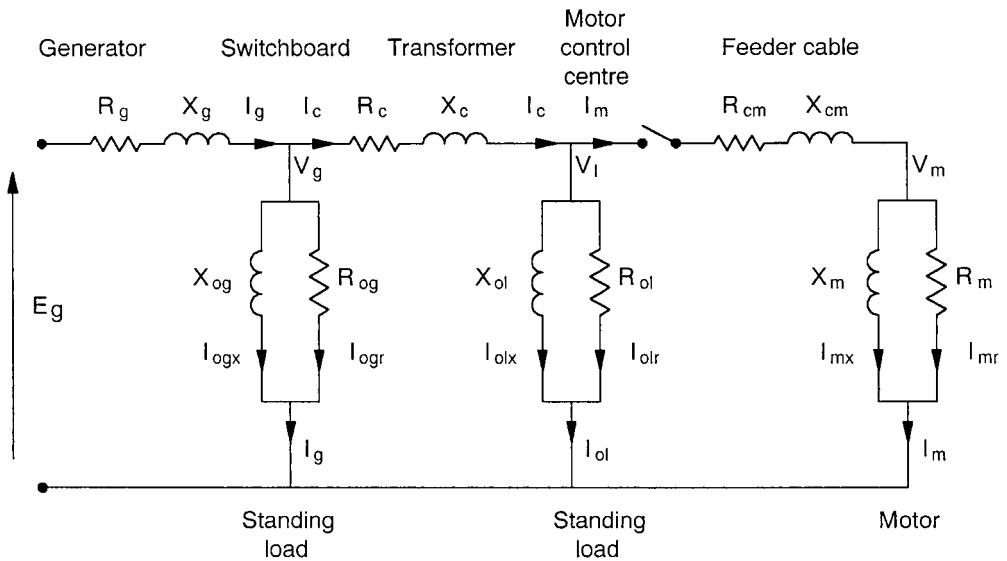 Generator
Switchboard
Transformer
Motor
control
centre
Feeder cable
Rg
Xg
Ig
Ic
Rc
Xc
Ic
Im
Rcm
Xcm
Vg
Vl
Vm
Xog
Rog
Xol
Rol
Xm
Rm
Eg
Iogx
Iogr
Iolx
Iolr
Imx
Imr
Ig
Iol
Im
Standing
load
Standing
load
Motor